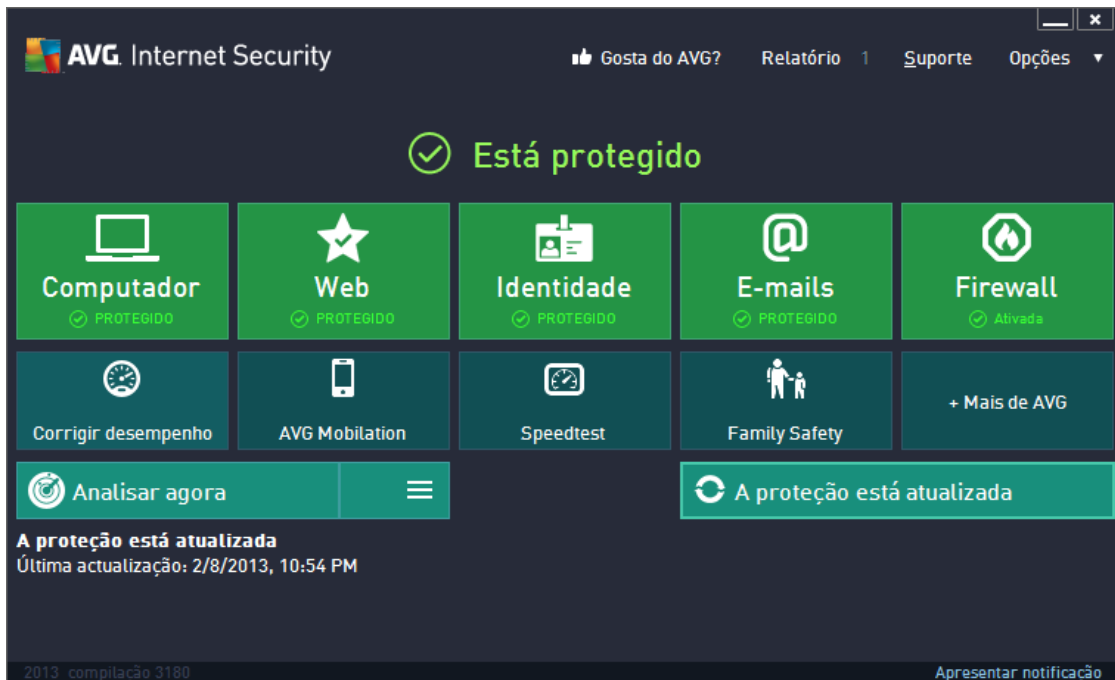 AVG. Internet Security
Gosta do AVG? Relatório 1 Suporte Opções
Está protegido
Computador Web Identidade E-mails Firewall
PROTEGIDO PROTEGIDO PROTEGIDO PROTEGIDO Ativada
Corrigir desempenho AVG Mobilation Speedtest Family Safety + Mais de AVG
Analisar agora A proteção está atualizada
A proteção está atualizada
Última actualização: 2/8/2013, 10:54 PM
2013 compilação 3180 Apresentar notificação